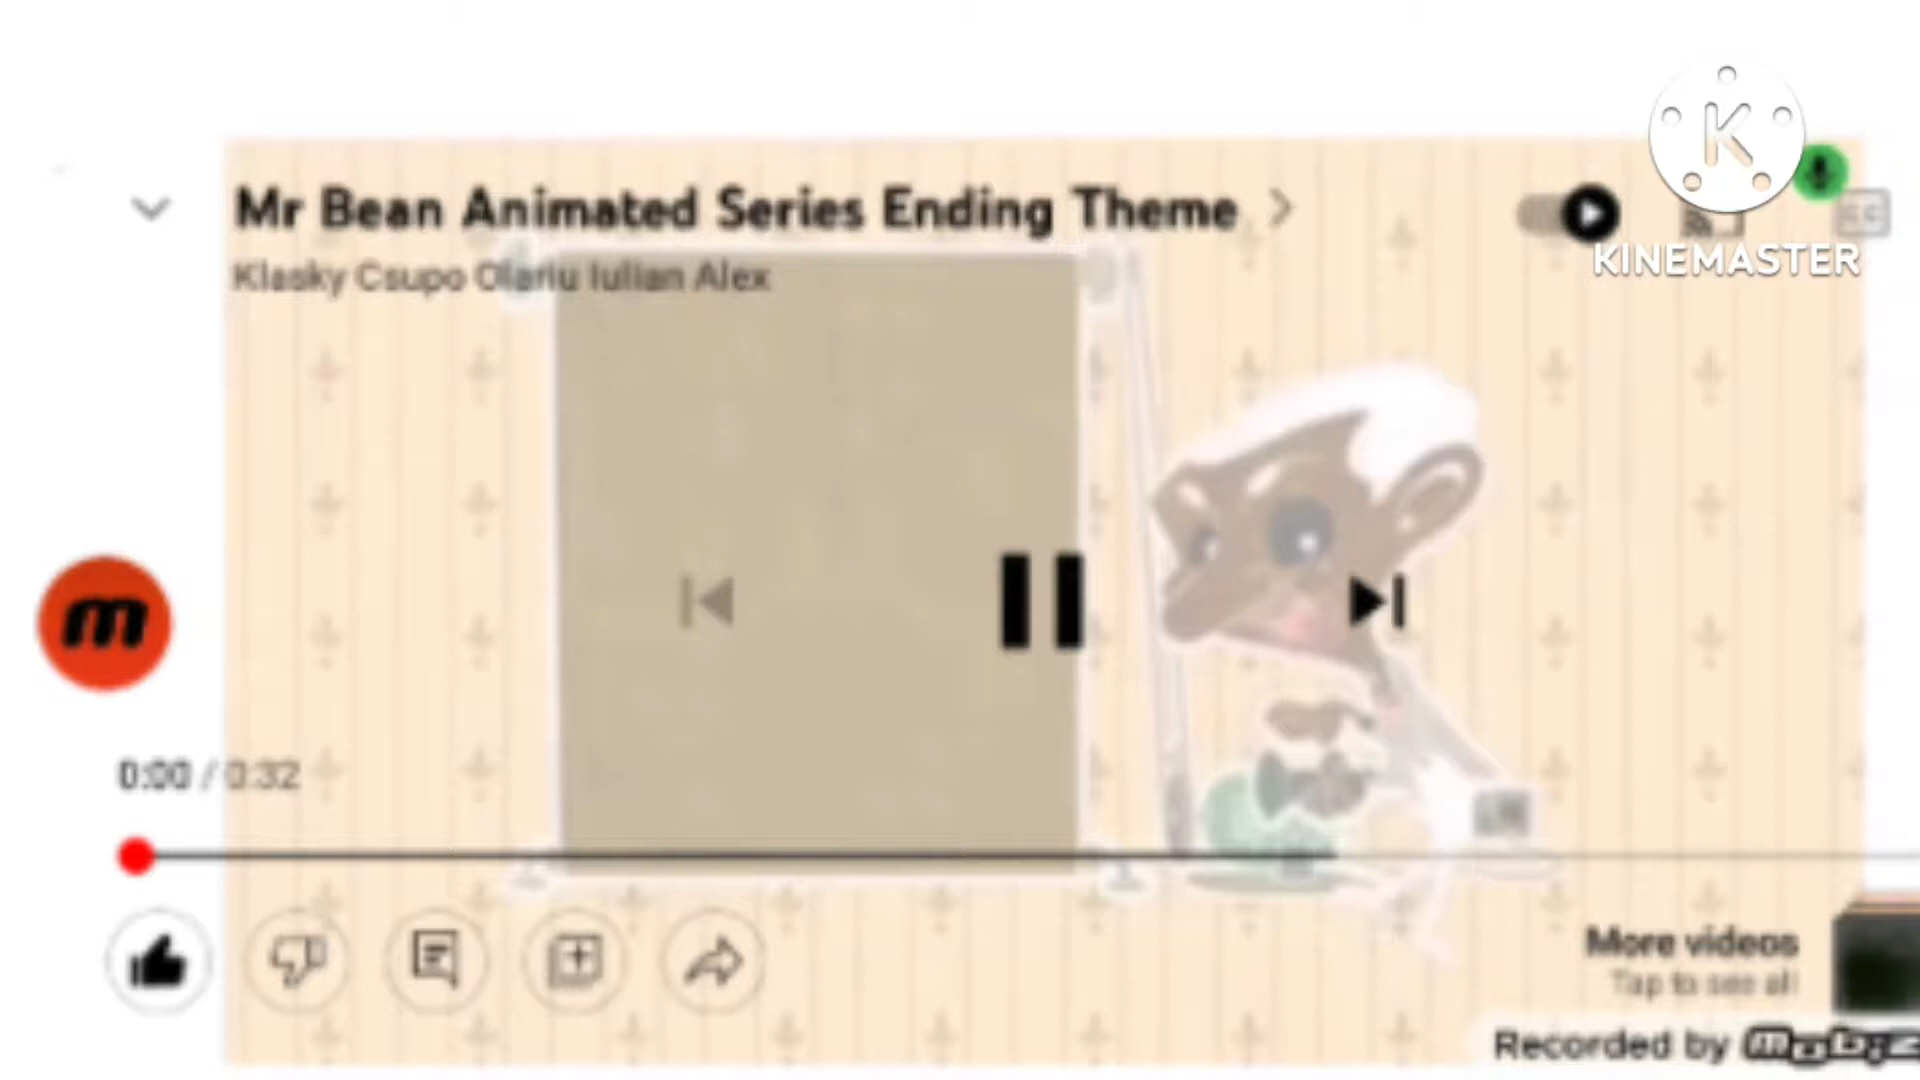 K
KINEMASTER
Mr Bean Animated Series Ending Theme
Klasky Csupo Olariu Iulian Alex
CC
m
0:00 / 0:32
More videos
Tap to see all
Recorded by